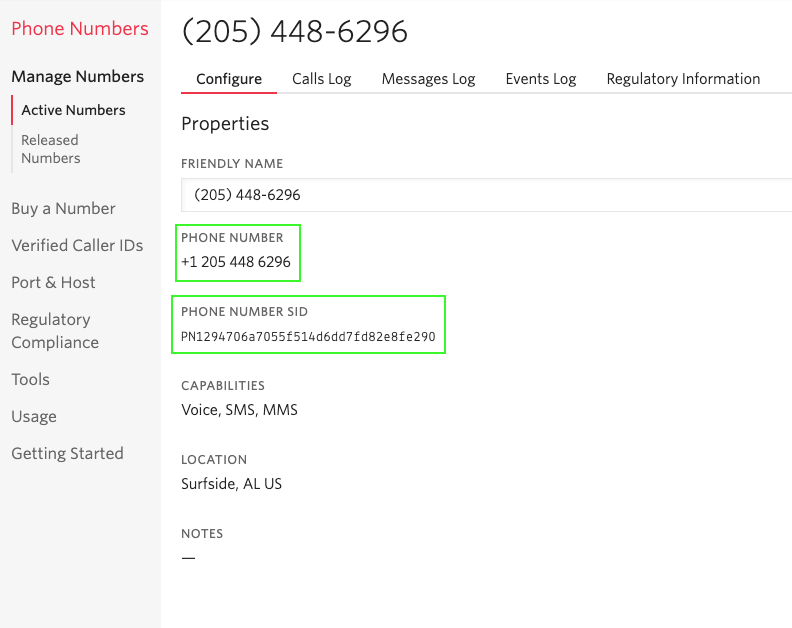 Phone Numbers
Manage Numbers
Active Numbers
Released
Numbers
Buy a Number
Verified Caller IDs
Port & Host
Regulatory
Compliance
Tools
Usage
Getting Started
(205) 448-6296
Configure Calls Log Messages Log Events Log Regulatory Information
Properties
FRIENDLY NAME
(205) 448-6296
PHONE NUMBER
+1 205 448 6296
PHONE NUMBER SID
PN1294706a7055f514d6dd7fd82e8fe290
CAPABILITIES
Voice, SMS, MMS
LOCATION
Surfside, AL US
NOTES
—